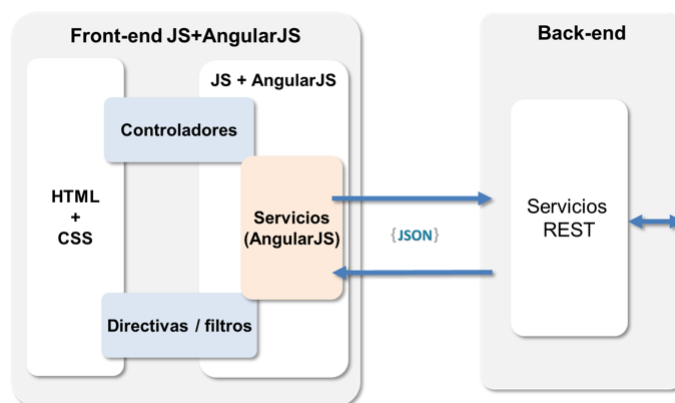 Front-end JS+AngularJS
JS + AngularJS
Controladores
HTML
+
CSS
Servicios
(AngularJS)
Directivas / filtros
{JSON}
Back-end
Servicios
REST